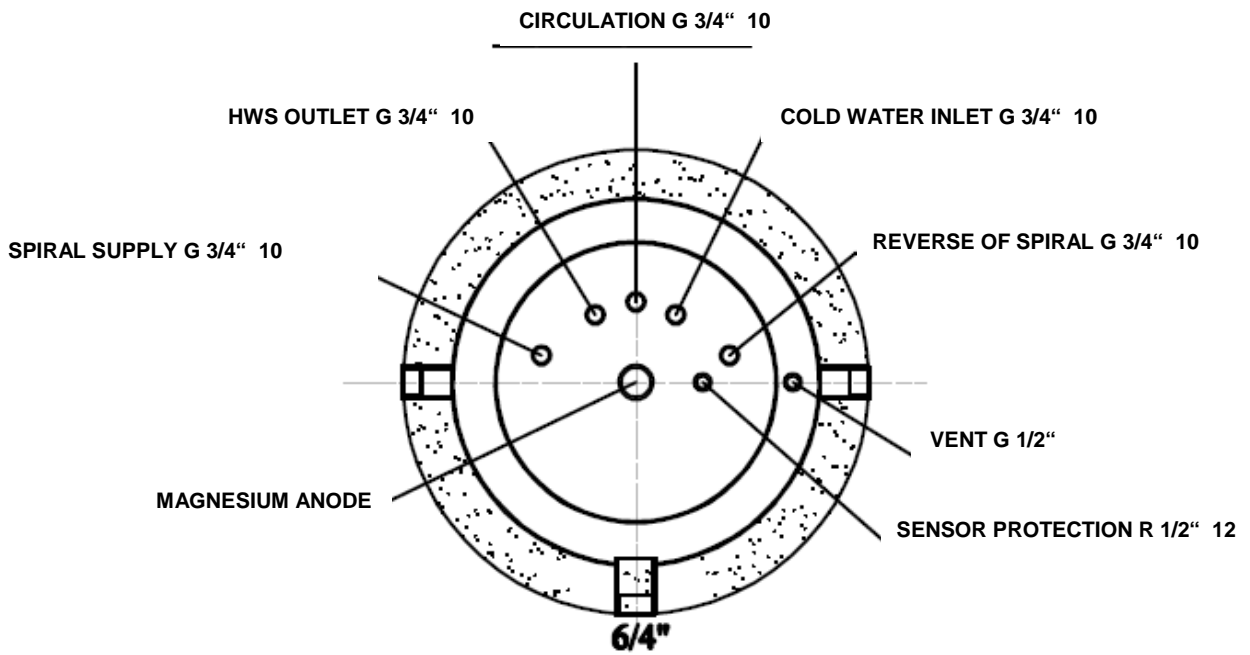 CIRCULATION G 3/4“ 10
HWS OUTLET G 3/4“ 10
COLD WATER INLET G 3/4“ 10
SPIRAL SUPPLY G 3/4“ 10
REVERSE OF SPIRAL G 3/4“ 10
VENT G 1/2“
MAGNESIUM ANODE
SENSOR PROTECTION R 1/2“ 12
6/4"